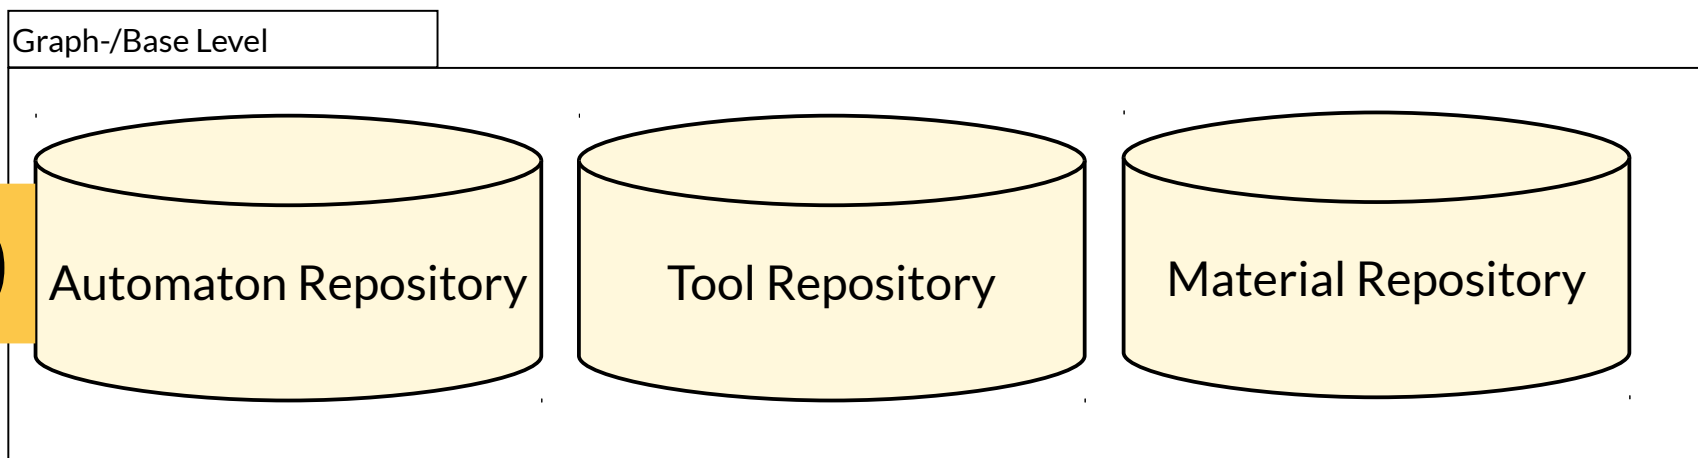 Graph-/Base Level
Automaton Repository
Tool Repository
Material Repository